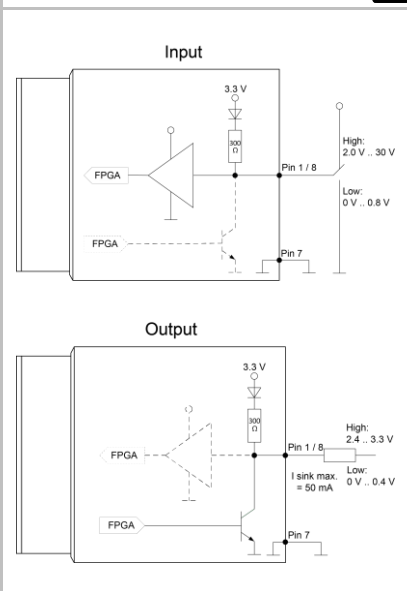 Input
3.3 V
300
Ω
High:
2.0 V .. 30 V
FPGA
Pin 1 / 8
Low:
0 V .. 0.8 V
FPGA
Pin 7
Output
3.3 V
300
Ω
High:
2.4 .. 3.3 V
FPGA
Pin 1 / 8
I sink max.
= 50 mA
Low:
0 V .. 0.4 V
FPGA
Pin 7